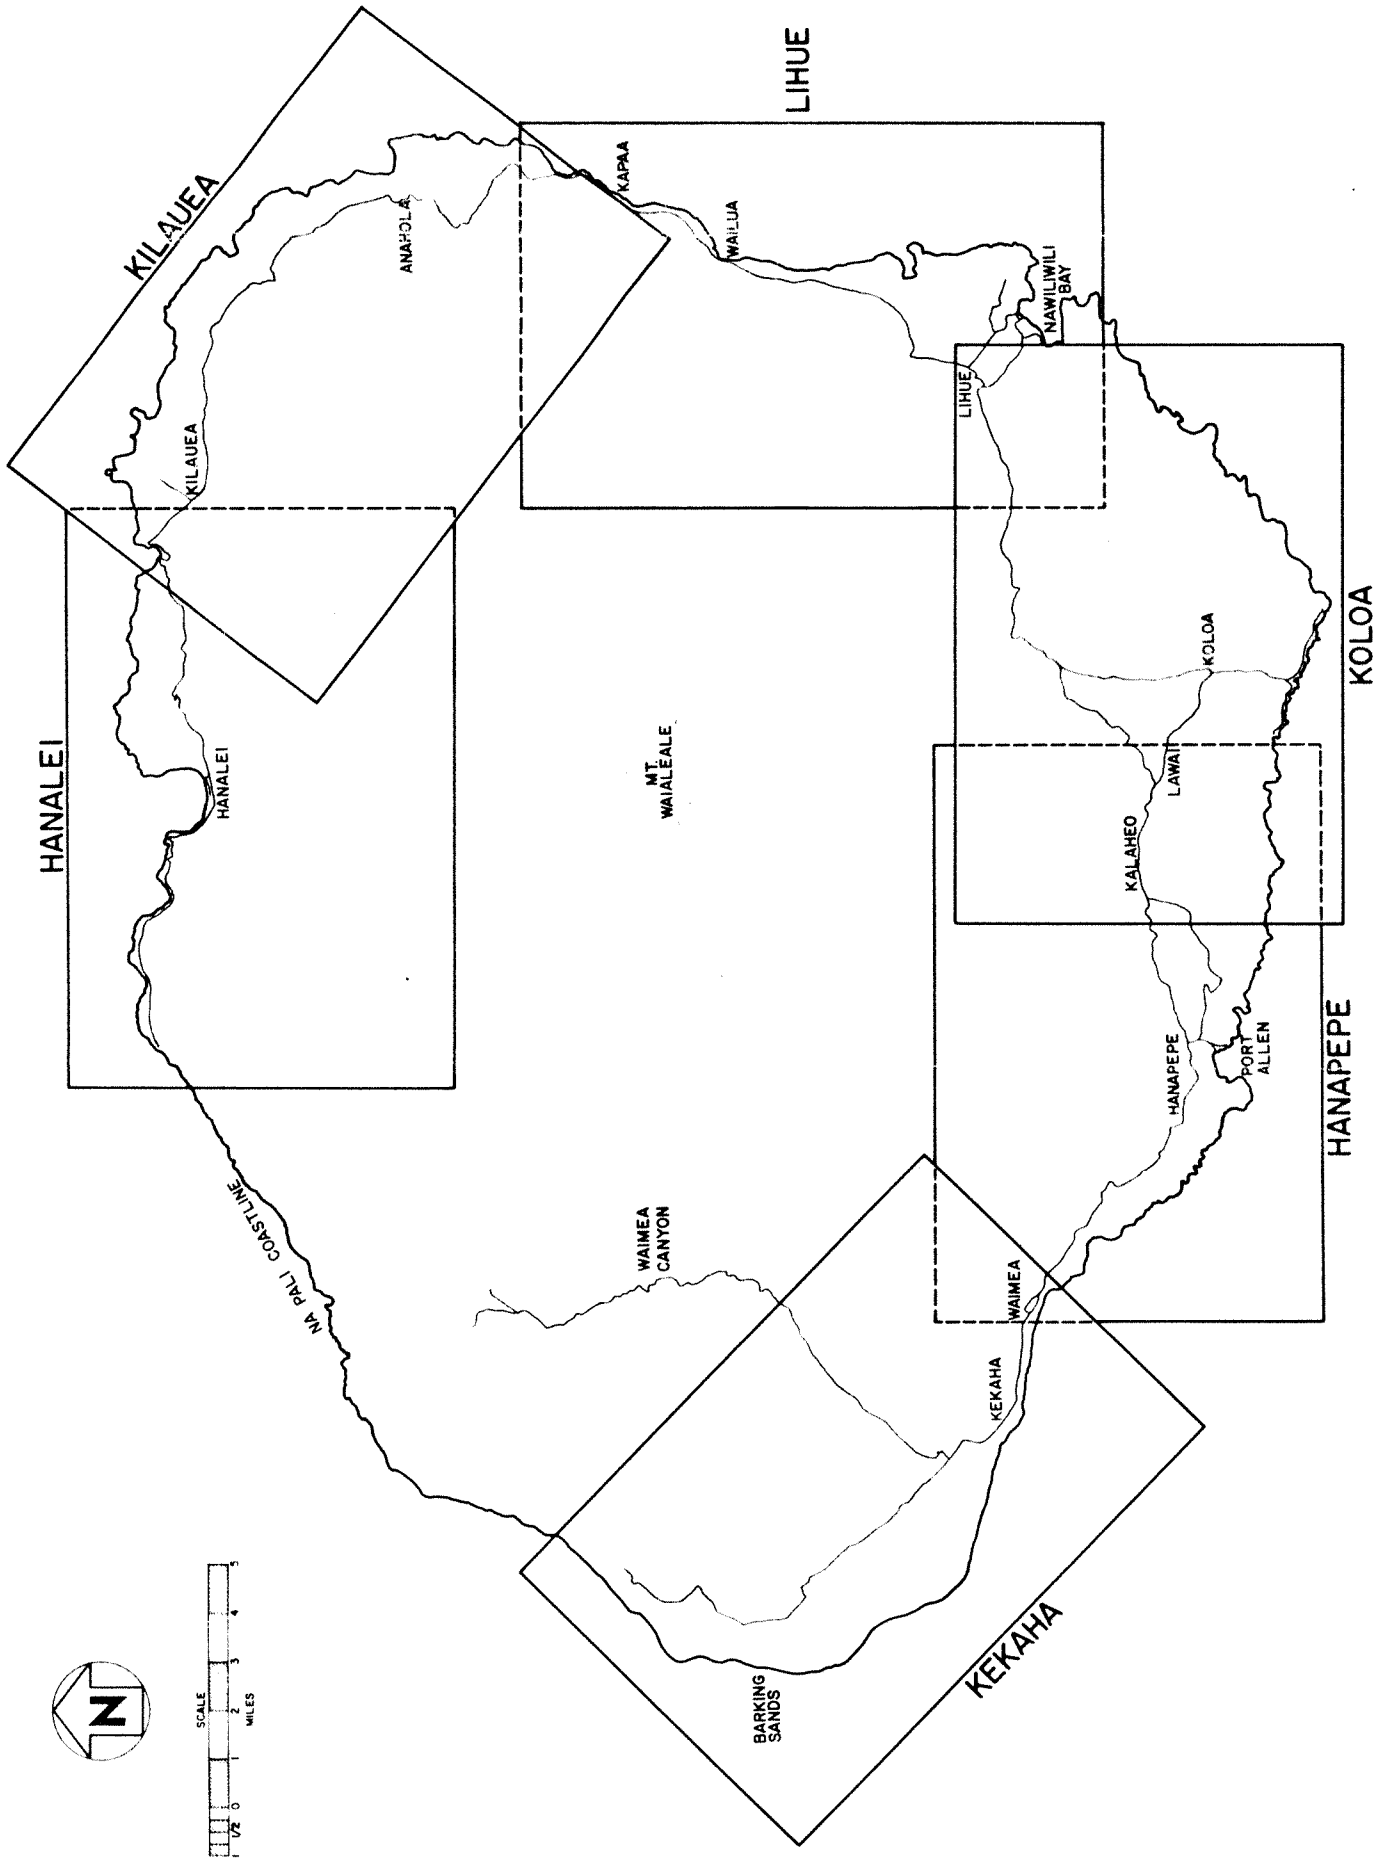 HANALEI
KILAUEA
LIHUE
KOLOA
HANAPEPE
KEKAHA
KILAUEA
ANAHOLA
KAPAA
WAILUA
NAWILIWILI
BAY
LIHUE
KOLOA
LAWAI
KALAHEO
HANAPEPE
PORT
ALLEN
WAIMEA
KEKAHA
BARKING
SANDS
WAIMEA
CANYON
NA PALI COASTLINE
HANALEI
MT.
WAIALEALE
N
SCALE
1 1/2 0 1 2 3 4 5
MILES